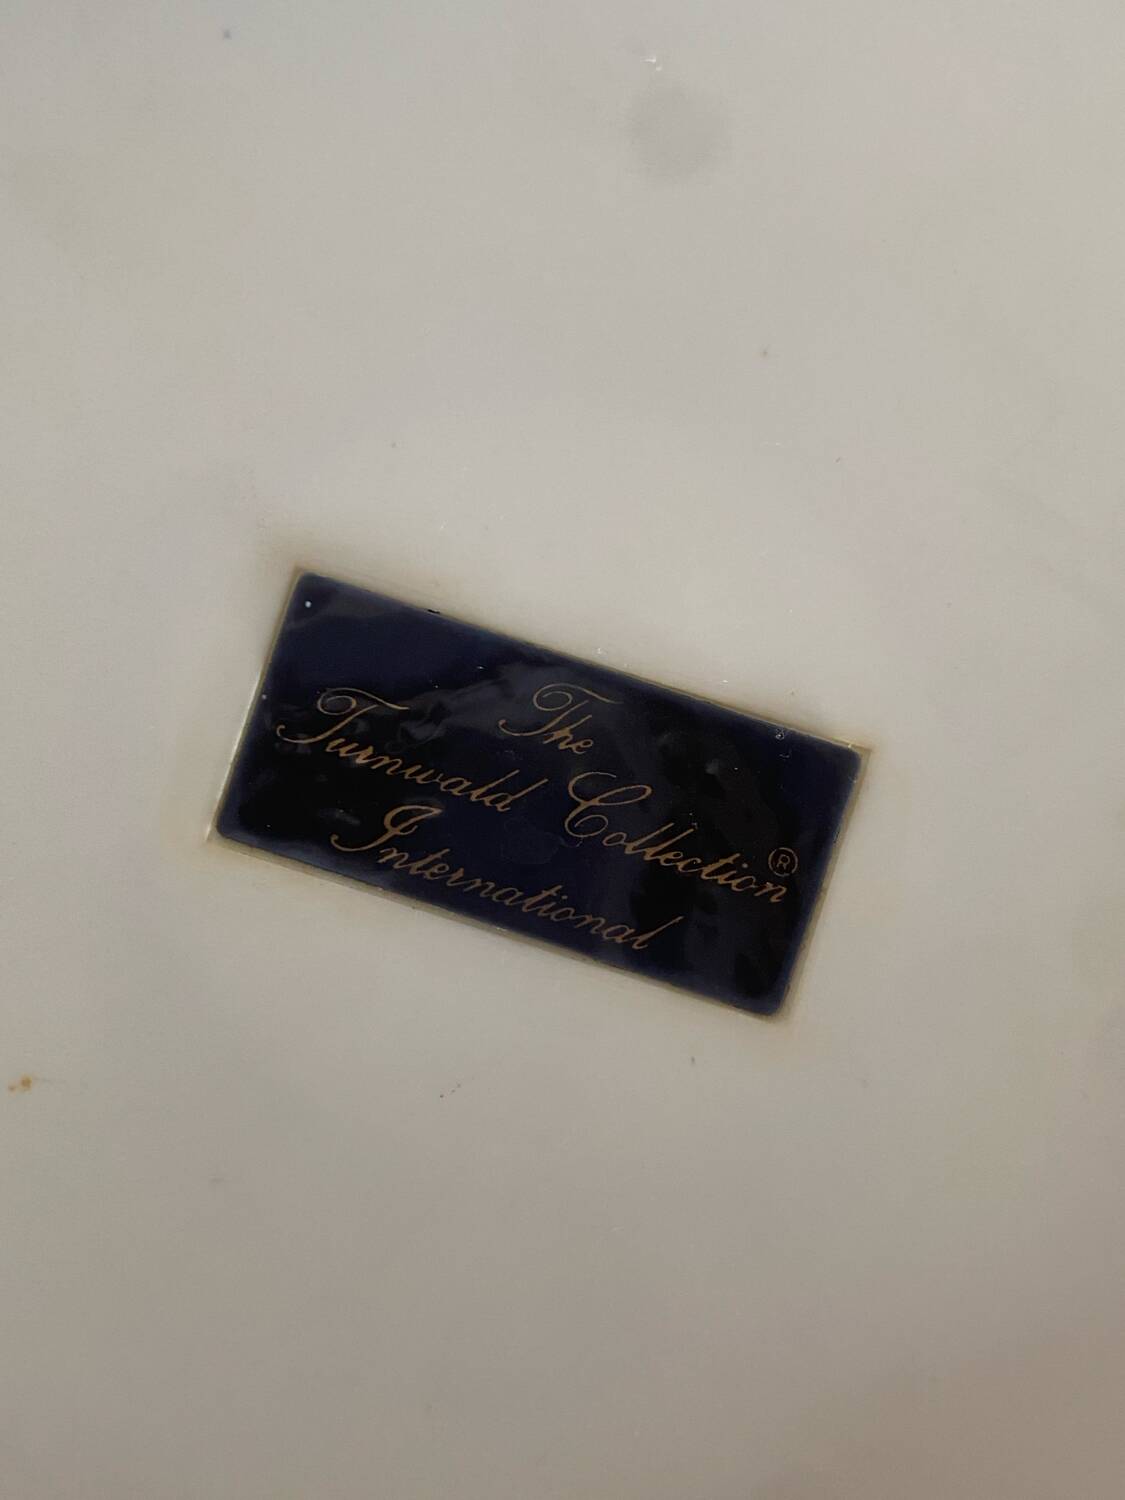 The
Turnwald Collection®
International